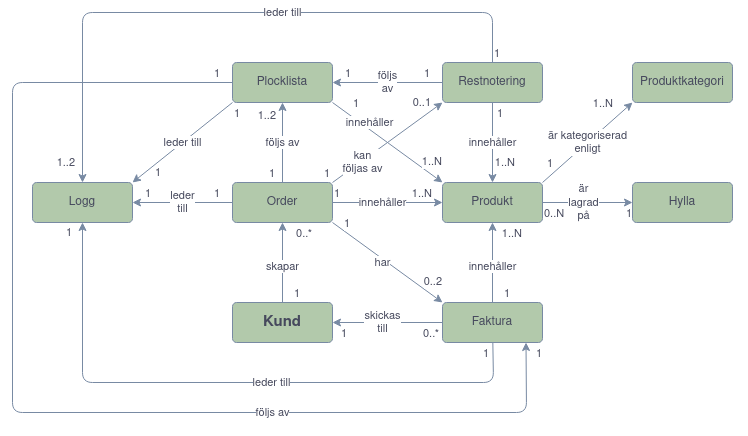 leder till
1
Plocklista
1
1
följs
av
1
Restnotering
Produktkategori
1
1
1..2
0..1
1
1..N
innehåller
leder till
följs av
innehåller
är kategoriserad
enligt
kan
följas av
1..2
1
1
1
1..N
1..N
1
Logg
1
leder
till
1
Order
1
innehåller
1..N
Produkt
är
lagrad
på
0..N
1
Hylla
1
0..*
1
1..N
skapar
har
innehåller
0..2
1
1
Kund
skickas
till
1
0..*
Faktura
1
1
leder till
följs av